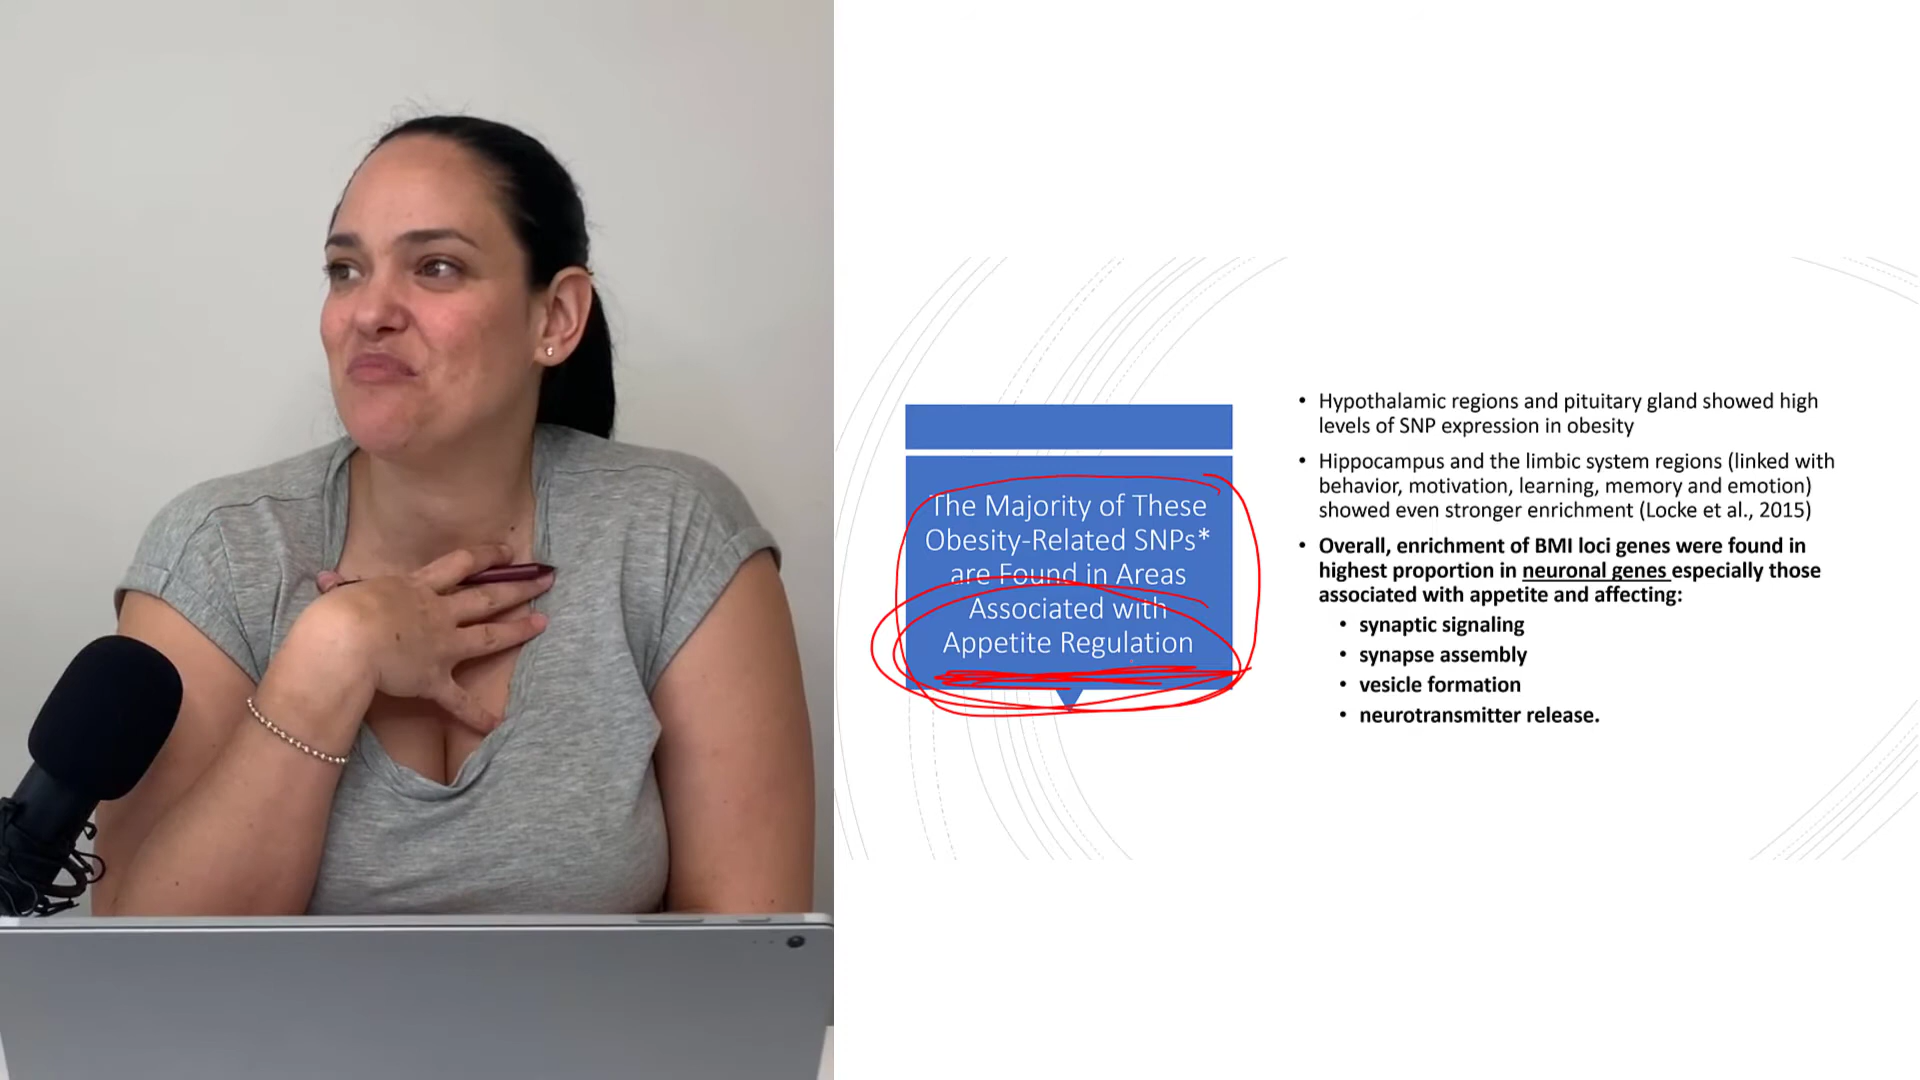 The Majority of These
Obesity-Related SNPs*
are Found in Areas
Associated with
Appetite Regulation
• Hypothalamic regions and pituitary gland showed high
levels of SNP expression in obesity
• Hippocampus and the limbic system regions (linked with
behavior, motivation, learning, memory and emotion)
showed even stronger enrichment (Locke et al., 2015)
• Overall, enrichment of BMI loci genes were found in
highest proportion in neuronal genes especially those
associated with appetite and affecting:
• synaptic signaling
• synapse assembly
• vesicle formation
• neurotransmitter release.